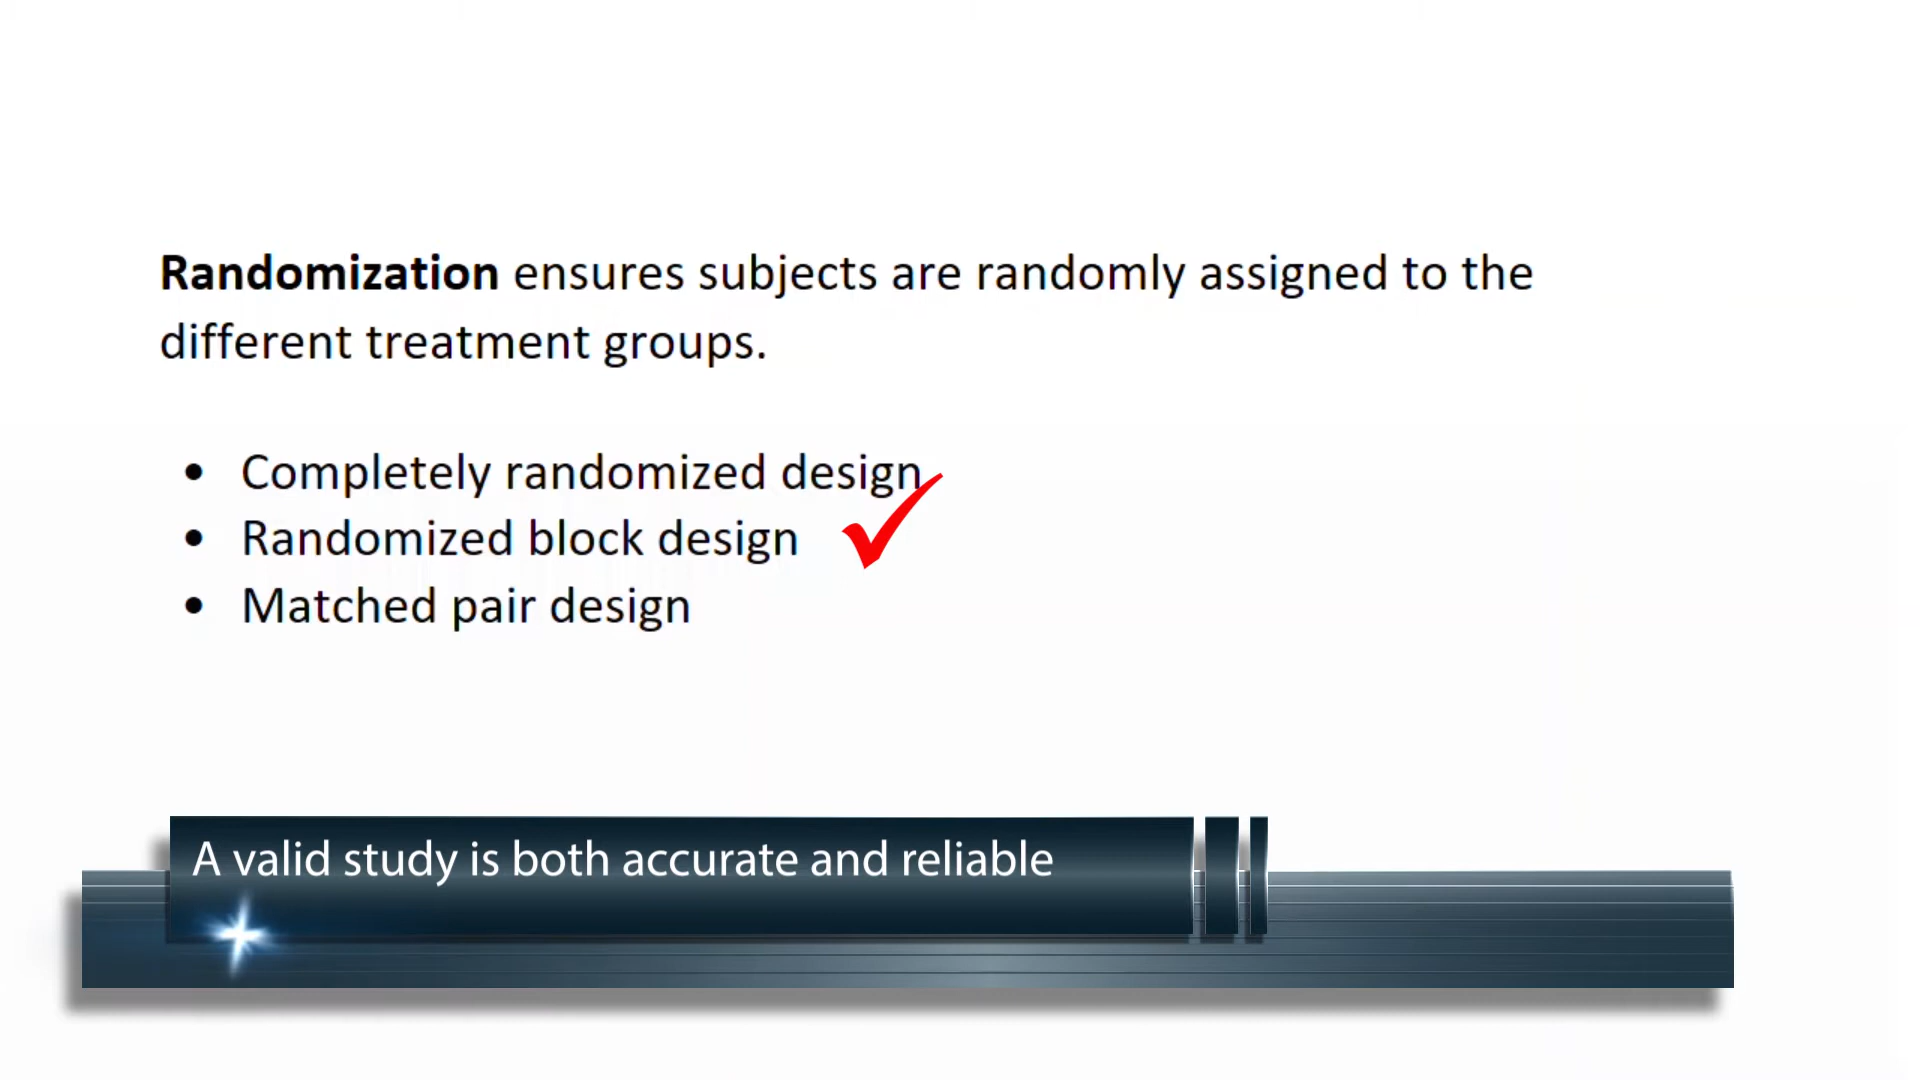 Randomization ensures subjects are randomly assigned to the
different treatment groups.
• Completely randomized design
• Randomized block design
• Matched pair design
A valid study is both accurate and reliable